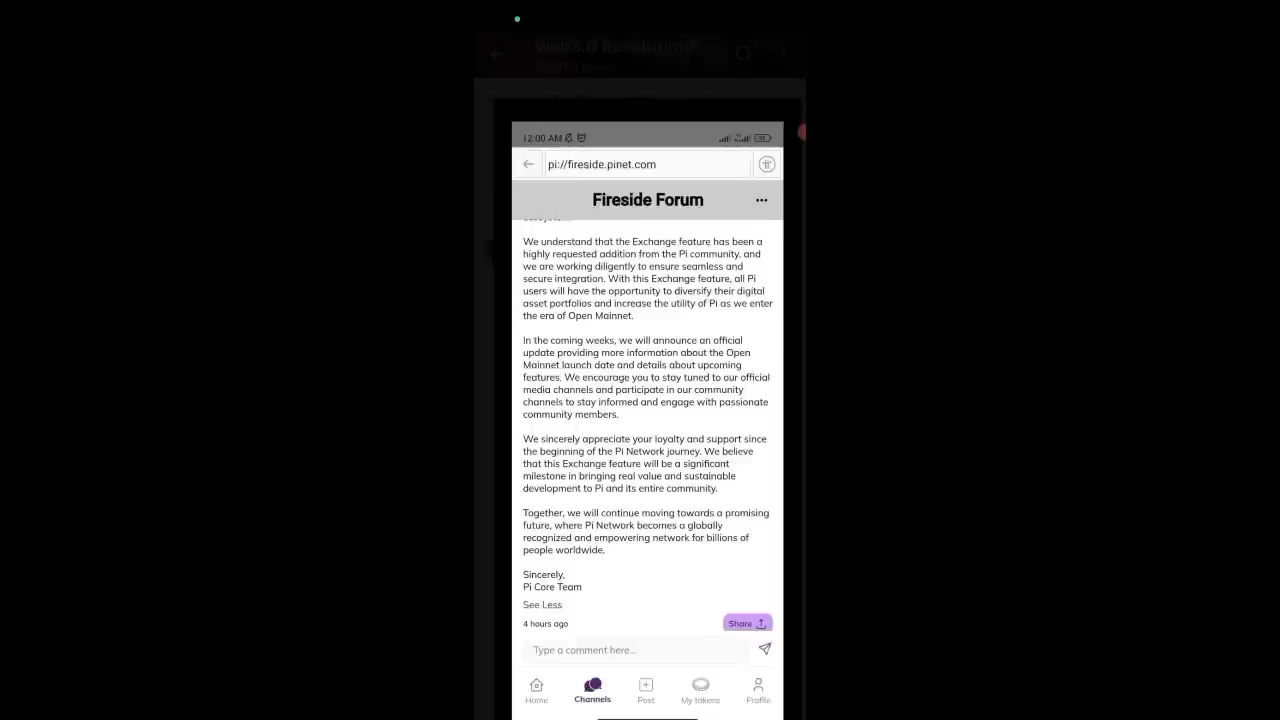 Web3.0 Revolution
12:00 AM
pi://fireside.pinet.com
Fireside Forum
We understand that the Exchange feature has been a
highly requested addition from the Pi community, and
we are working diligently to ensure seamless and
secure integration. With this Exchange feature, all Pi
users will have the opportunity to diversify their digital
asset portfolios and increase the utility of Pi as we enter
the era of Open Mainnet.
In the coming weeks, we will announce an official
update providing more information about the Open
Mainnet launch date and details about upcoming
features. We encourage you to stay tuned to our official
media channels and participate in our community
channels to stay informed and engage with passionate
community members.
We sincerely appreciate your loyalty and support since
the beginning of the Pi Network journey. We believe
that this Exchange feature will be a significant
milestone in bringing real value and sustainable
development to Pi and its entire community.
Together, we will continue moving towards a promising
future, where Pi Network becomes a globally
recognized and empowering network for billions of
people worldwide.
Sincerely,
Pi Core Team
See Less
4 hours ago
Share
Type a comment here...
Home
Channels
Post
My tokens
Profile